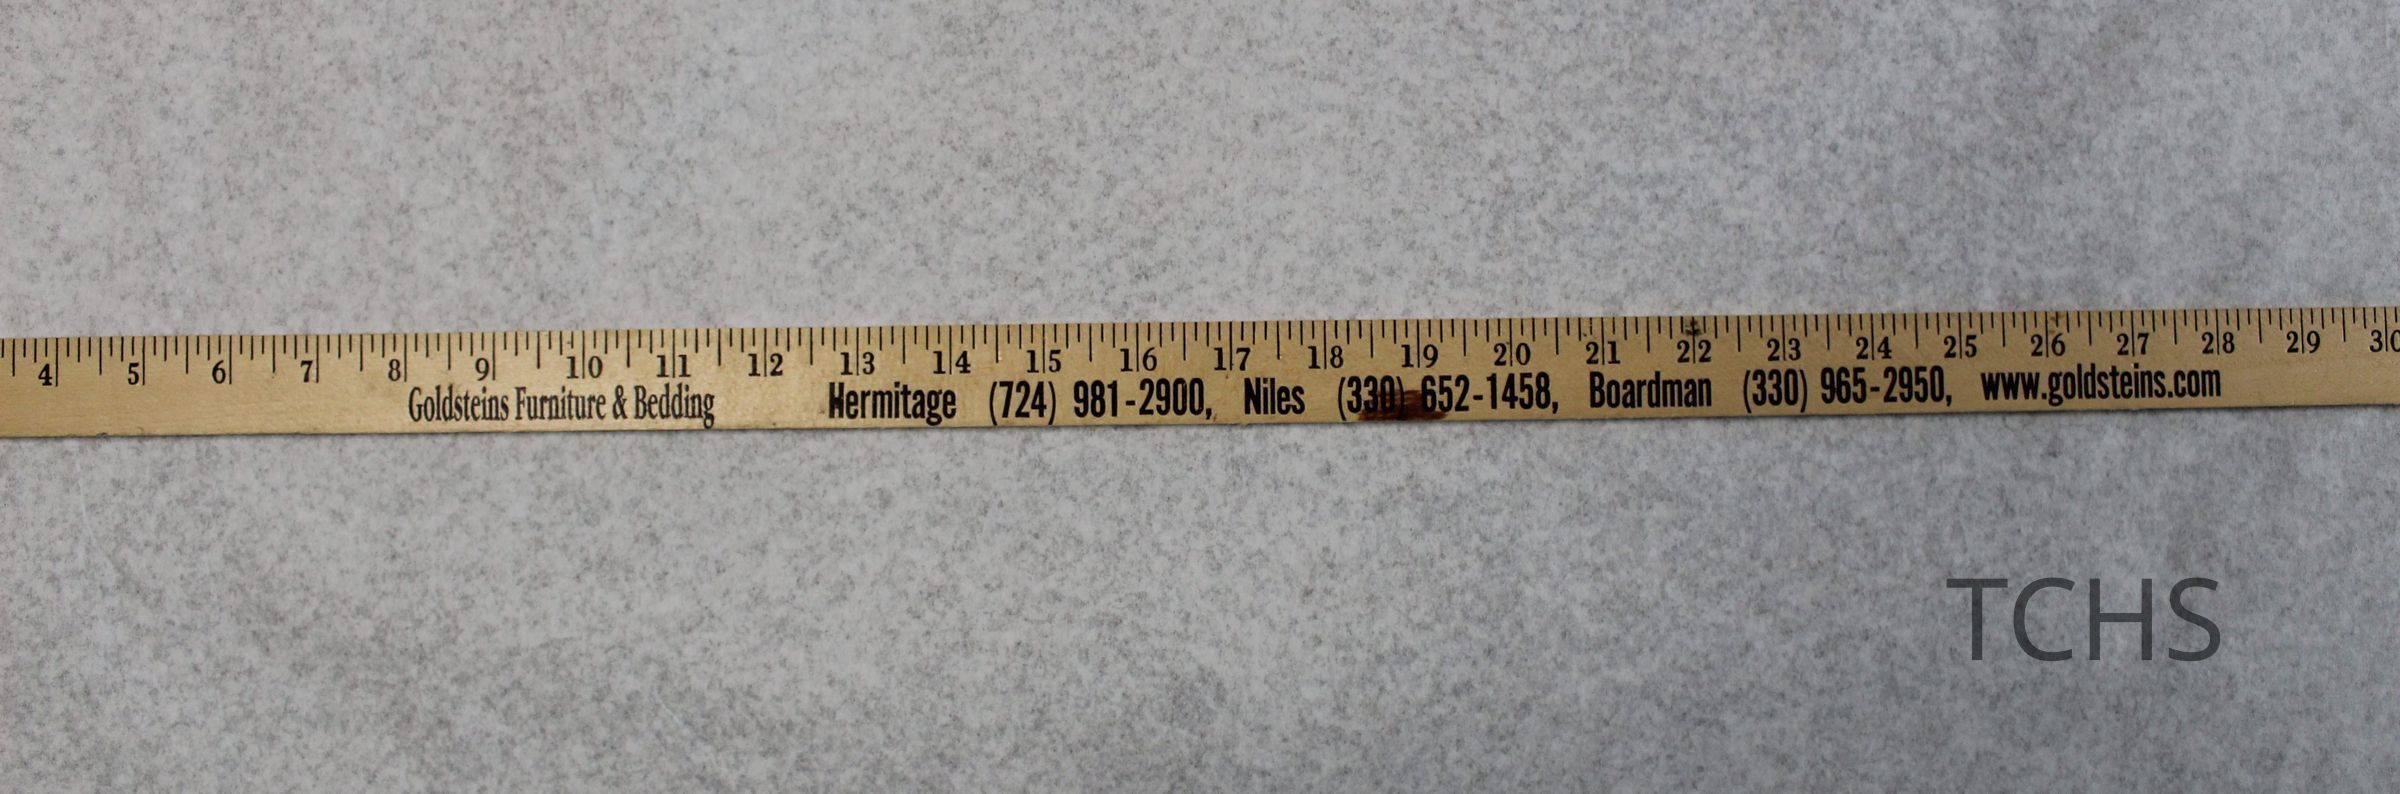 4 5 6 7 8 9 10 11 12 13 14 15 16 17 18 19 20 21 22 23 24 25 26 27 28 29 30
Goldsteins Furniture & Bedding Hermitage (724) 981-2900, Niles (330) 652-1458, Boardman (330) 965-2950, www.goldsteins.com
TCHS